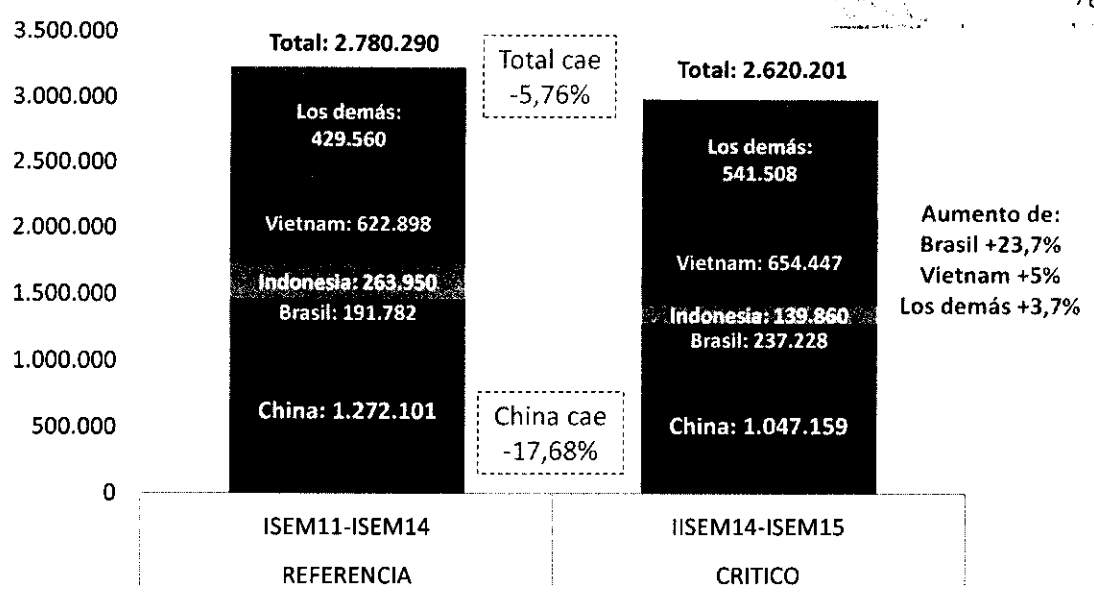 3.500.000
3.000.000
2.500.000
2.000.000
1.500.000
1.000.000
500.000
0
Total: 2.780.290
Los demás:
429.560
Vietnam: 622.898
Indonesia: 263.950
Brasil: 191.782
China: 1.272.101
Total cae
-5,76%
China cae
-17,68%
Total: 2.620.201
Los demás:
541.508
Vietnam: 654.447
Indonesia: 139.860
Brasil: 237.228
China: 1.047.159
Aumento de:
Brasil +23,7%
Vietnam +5%
Los demás +3,7%
ISEM11-ISEM14
IISEM14-ISEM15
REFERENCIA
CRITICO